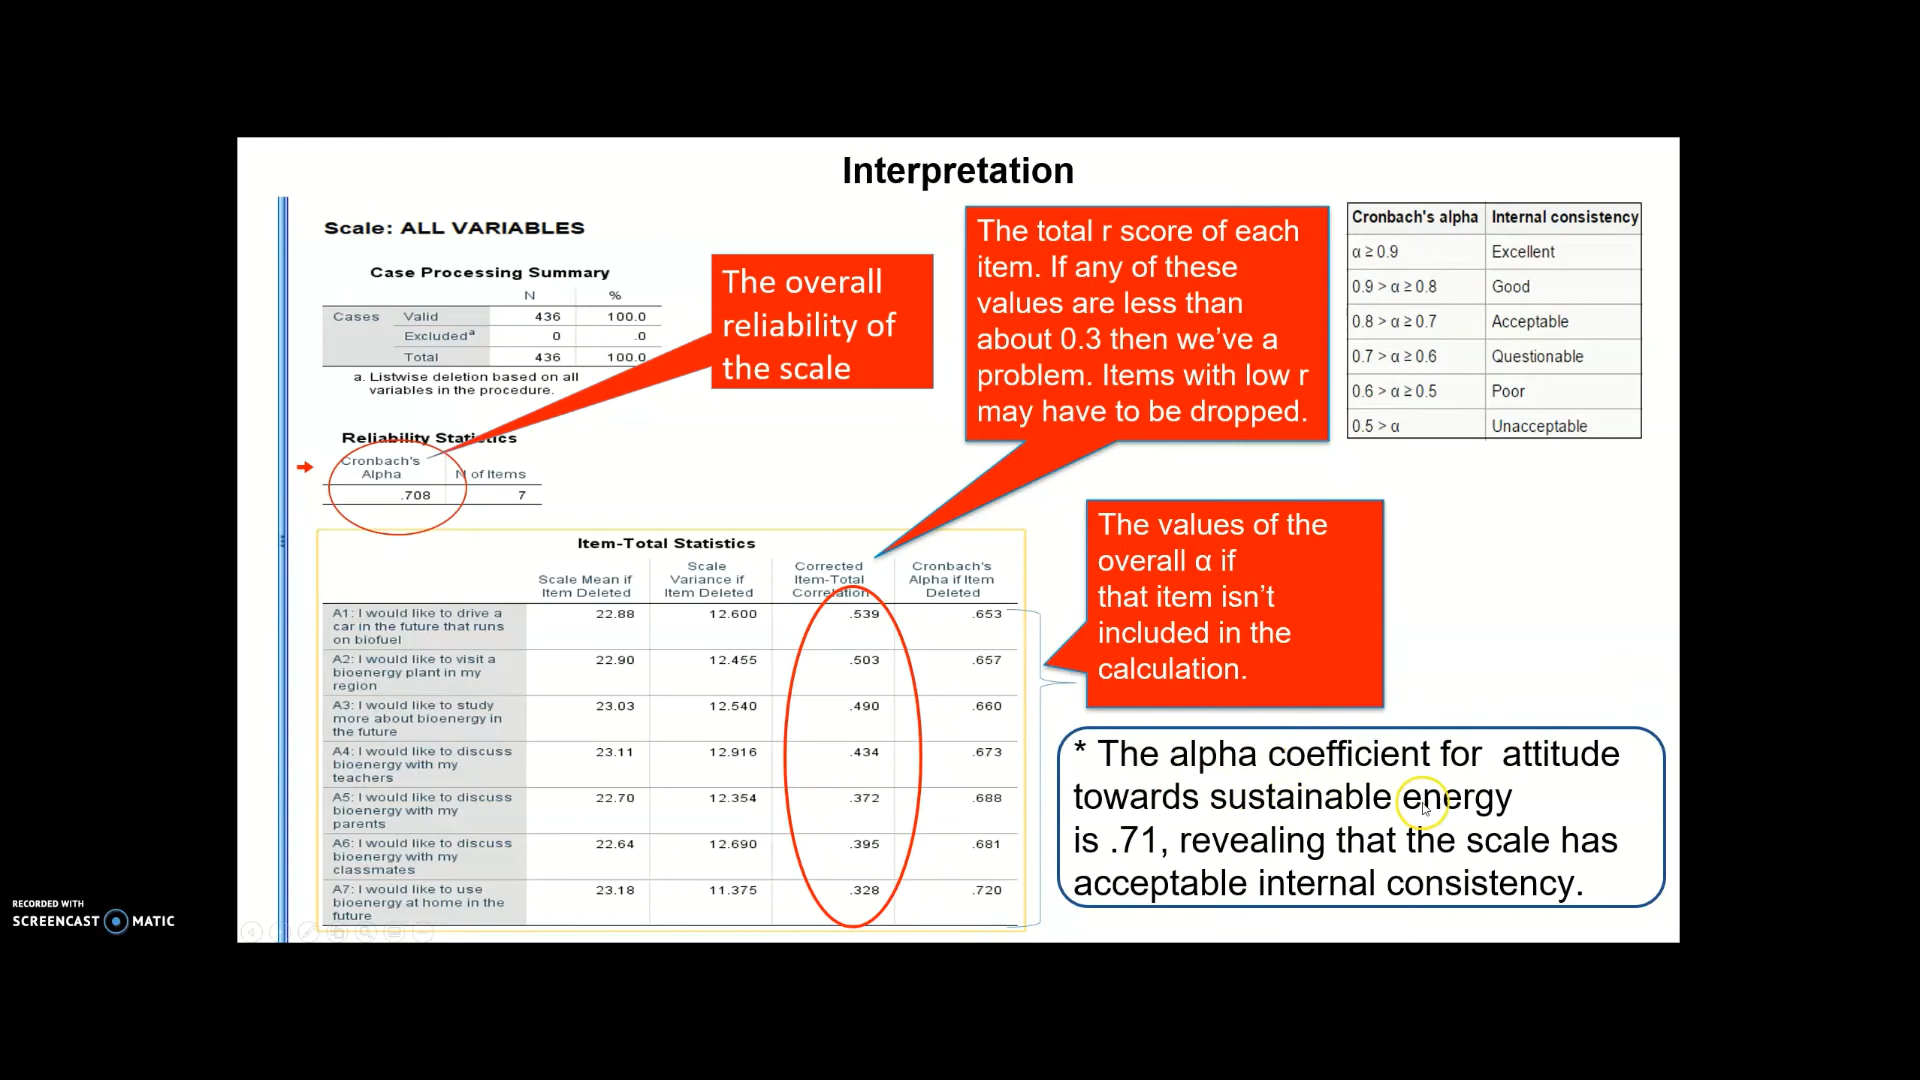 Interpretation
Scale: ALL VARIABLES
Case Processing Summary
N %
Cases Valid 436 100.0
Excludedª 0 .0
Total 436 100.0
a. Listwise deletion based on all
variables in the procedure.
Reliability Statistics
Cronbach's
Alpha N of Items
.708 7
The overall
reliability of
the scale
The total r score of each
item. If any of these
values are less than
about 0.3 then we’ve a
problem. Items with low r
may have to be dropped.
Cronbach's alpha Internal consistency
α ≥ 0.9 Excellent
0.9 > α ≥ 0.8 Good
0.8 > α ≥ 0.7 Acceptable
0.7 > α ≥ 0.6 Questionable
0.6 > α ≥ 0.5 Poor
0.5 > α Unacceptable
Item-Total Statistics
Scale Mean if
Item Deleted
Scale
Variance if
Item Deleted
Corrected
Item-Total
Correlation
Cronbach's
Alpha if Item
Deleted
A1: I would like to drive a
car in the future that runs
on biofuel
22.88 12.600 .539 .653
A2: I would like to visit a
bioenergy plant in my
region
22.90 12.455 .503 .657
A3: I would like to study
more about bioenergy in
the future
23.03 12.540 .490 .660
A4: I would like to discuss
bioenergy with my
teachers
23.11 12.916 .434 .673
A5: I would like to discuss
bioenergy with my
parents
22.70 12.354 .372 .688
A6: I would like to discuss
bioenergy with my
classmates
22.64 12.690 .395 .681
A7: I would like to use
bioenergy at home in the
future
23.18 11.375 .328 .720
The values of the
overall α if
that item isn’t
included in the
calculation.
* The alpha coefficient for attitude
towards sustainable energy
is .71, revealing that the scale has
acceptable internal consistency.
RECORDED WITH
SCREENCAST MATIC